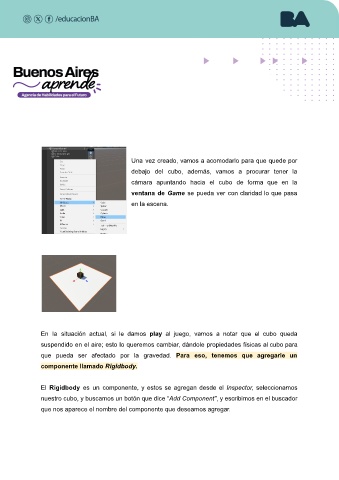 /educacionBA
BA
Buenos Aires
aprende
Agencia de Habilidades para el Futuro
Una vez creado, vamos a acomodarlo para que quede por
debajo del cubo, además, vamos a procurar tener la
cámara apuntando hacia el cubo de forma que en la
ventana de Game se pueda ver con claridad lo que pasa
en la escena.
En la situación actual, si le damos play al juego, vamos a notar que el cubo queda
suspendido en el aire; esto lo queremos cambiar, dándole propiedades físicas al cubo para
que pueda ser afectado por la gravedad. Para eso, tenemos que agregarle un
componente llamado Rigidbody.
El Rigidbody es un componente, y estos se agregan desde el Inspector, seleccionamos
nuestro cubo, y buscamos un botón que dice "Add Component", y escribimos en el buscador
que nos aparece el nombre del componente que deseamos agregar.